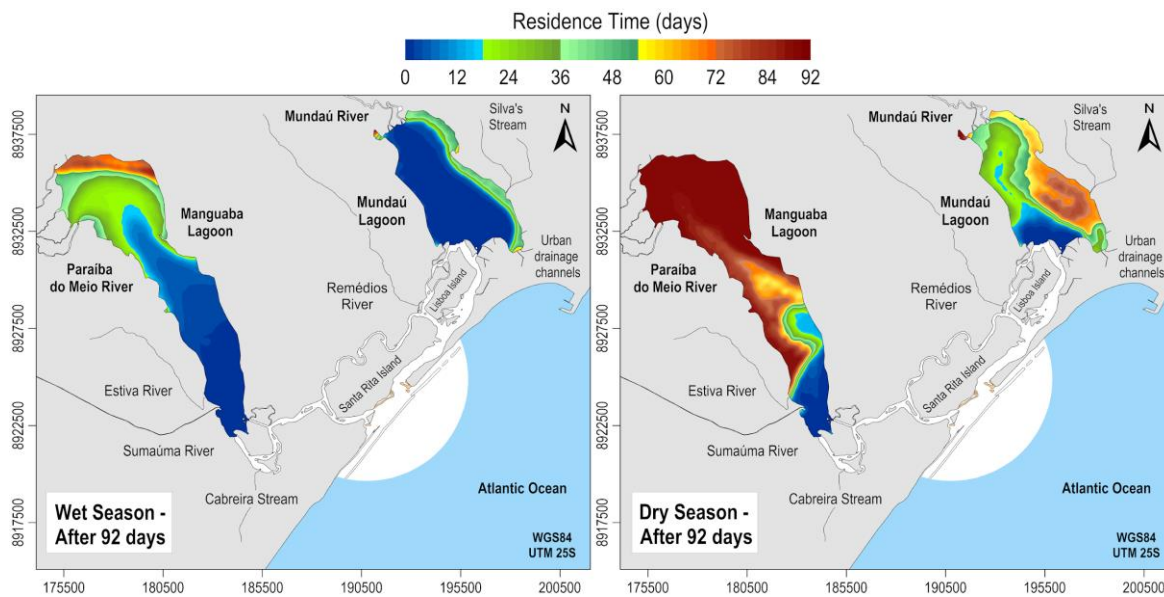 Residence Time (days)
0 12 24 36 48 60 72 84 92
Mundaú River
Silva's
Stream
N
Mundaú
Lagoon
Manguaba
Lagoon
Urban
drainage
channels
Paraíba
do Meio River
Remédios
River
Lisboa Island
Estiva River
Santa Rita Island
Sumaúma River
Cabreira Stream
Atlantic Ocean
Wet Season -
After 92 days
WGS84
UTM 25S
8937500
8932500
8927500
8922500
8917500
175500 180500 185500 190500 195500 200500
Mundaú River
Silva's
Stream
N
Mundaú
Lagoon
Manguaba
Lagoon
Urban
drainage
channels
Paraíba
do Meio River
Remédios
River
Lisboa Island
Estiva River
Santa Rita Island
Sumaúma River
Cabreira Stream
Atlantic Ocean
Dry Season -
After 92 days
WGS84
UTM 25S
8937500
8932500
8927500
8922500
8917500
175500 180500 185500 190500 195500 200500